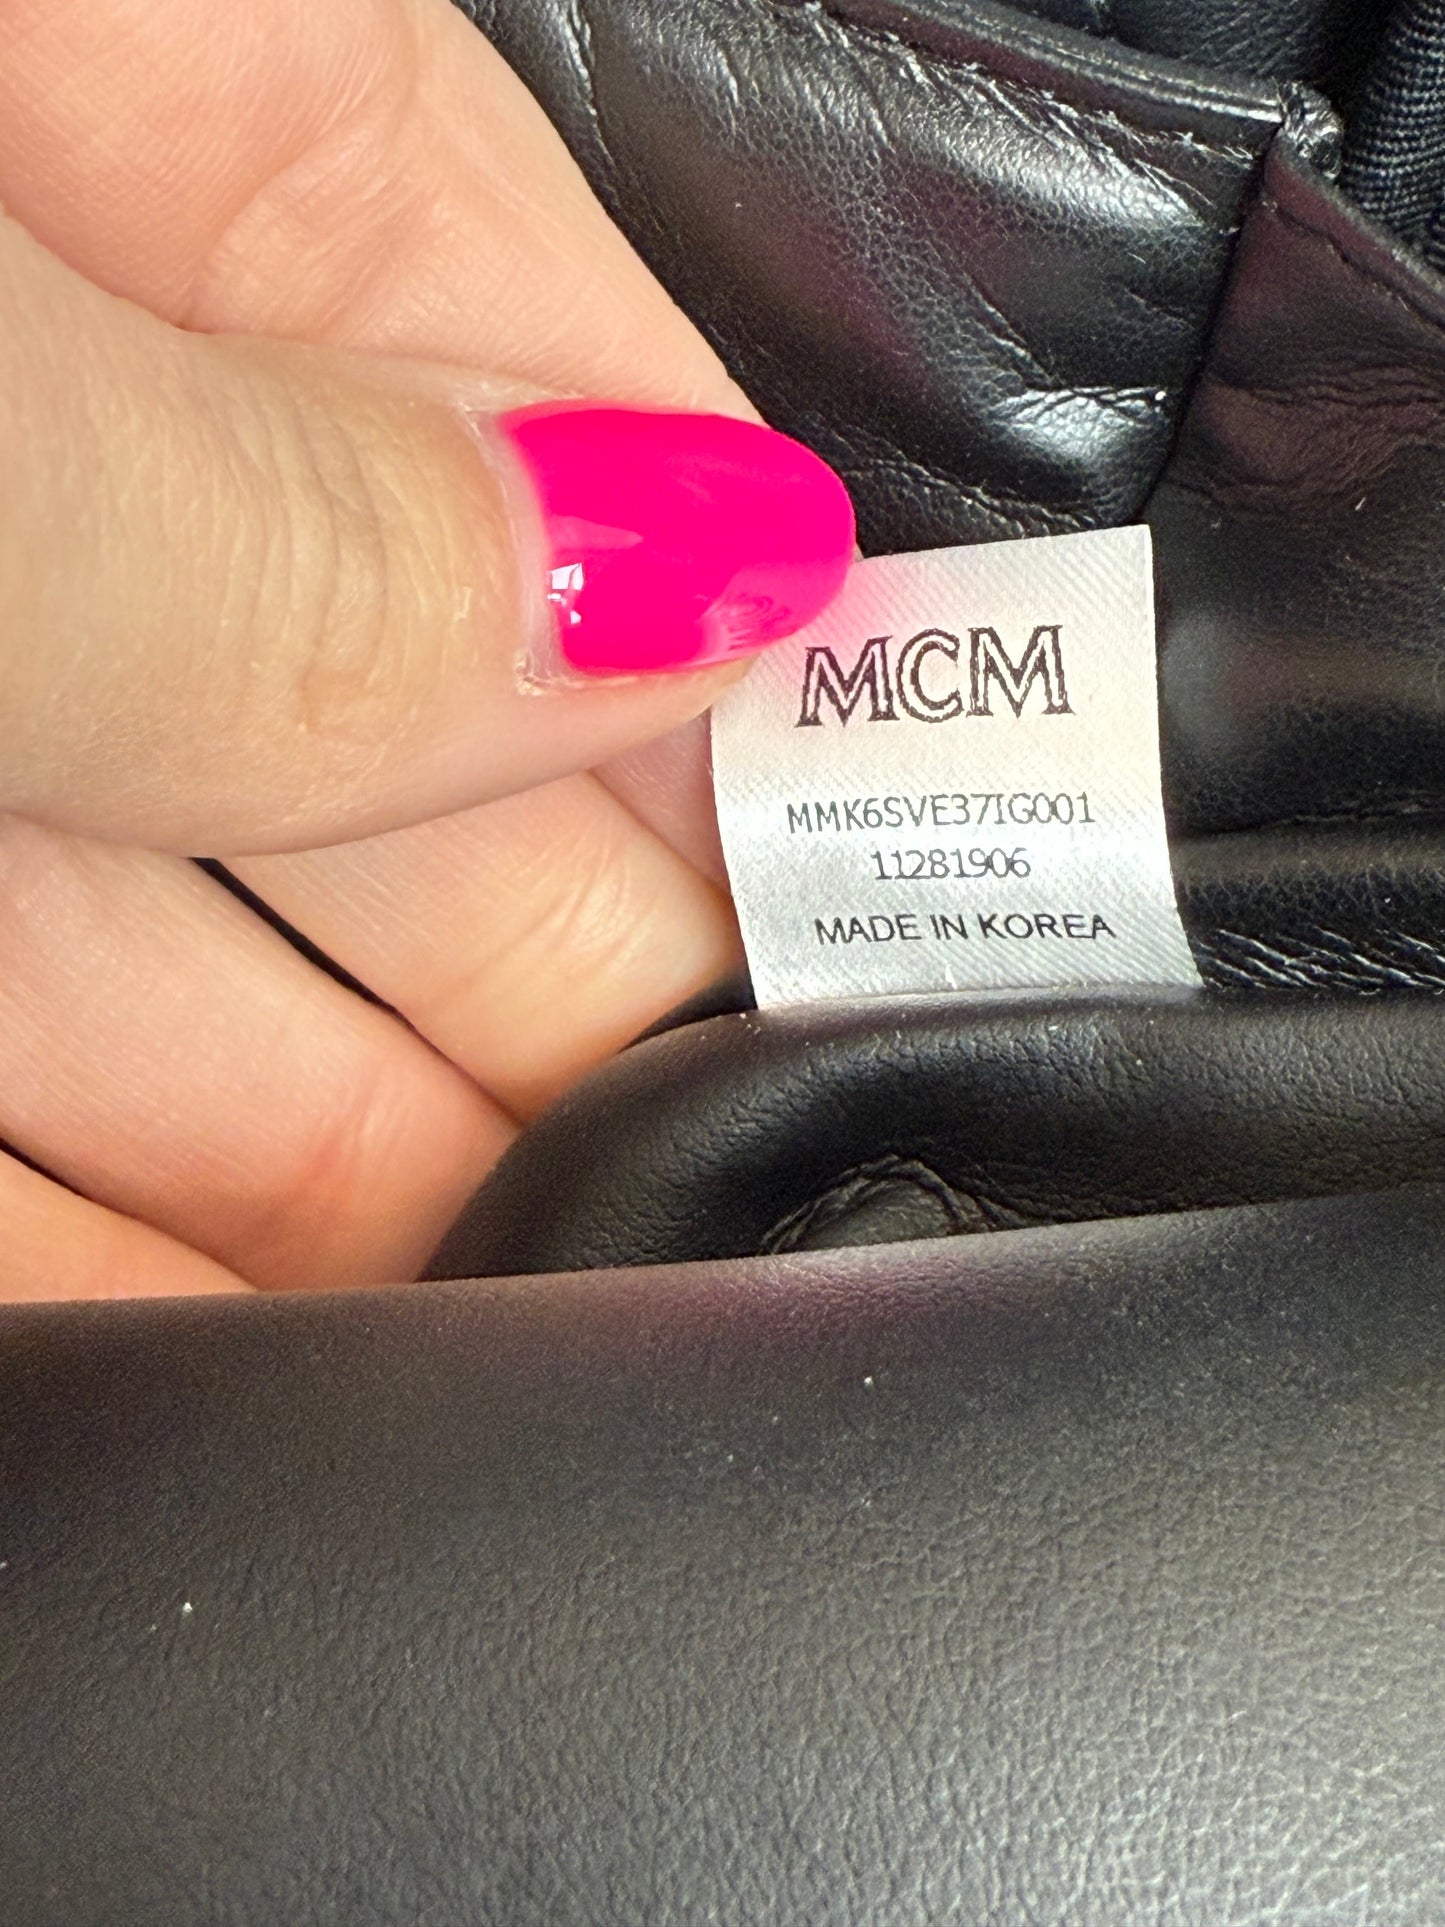 MCM
MMK6SVE37IG001
11281906
MADE IN KOREA